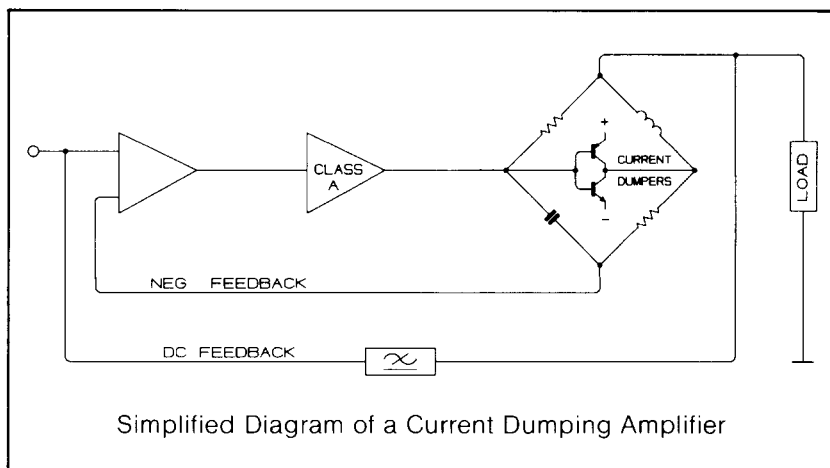 +
CLASS
A
CURRENT
DUMPERS
−
LOAD
NEG FEEDBACK
DC FEEDBACK
Simplified Diagram of a Current Dumping Amplifier